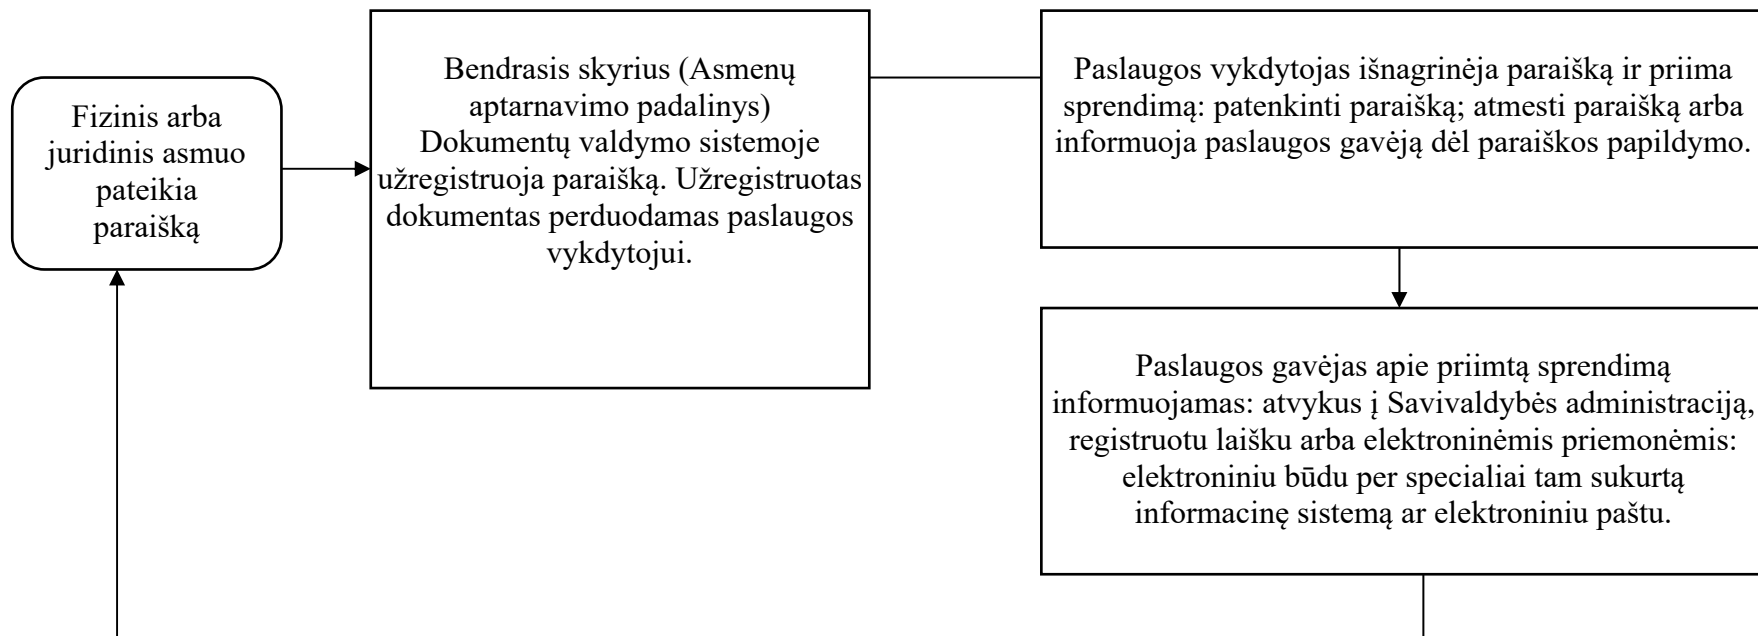 Fizinis arba
juridinis asmuo
pateikia
paraišką
Bendrasis skyrius (Asmenų
aptarnavimo padalinys)
Dokumentų valdymo sistemoje
užregistruoja paraišką. Užregistruotas
dokumentas perduodamas paslaugos
vykdytojui.
Paslaugos vykdytojas išnagrinėja paraišką ir priima
sprendimą: patenkinti paraišką; atmesti paraišką arba
informuoja paslaugos gavėją dėl paraiškos papildymo.
Paslaugos gavėjas apie priimtą sprendimą
informuojamas: atvykus į Savivaldybės administraciją,
registruotu laišku arba elektroninėmis priemonėmis:
elektroniniu būdu per specialiai tam sukurtą
informacinę sistemą ar elektroniniu paštu.